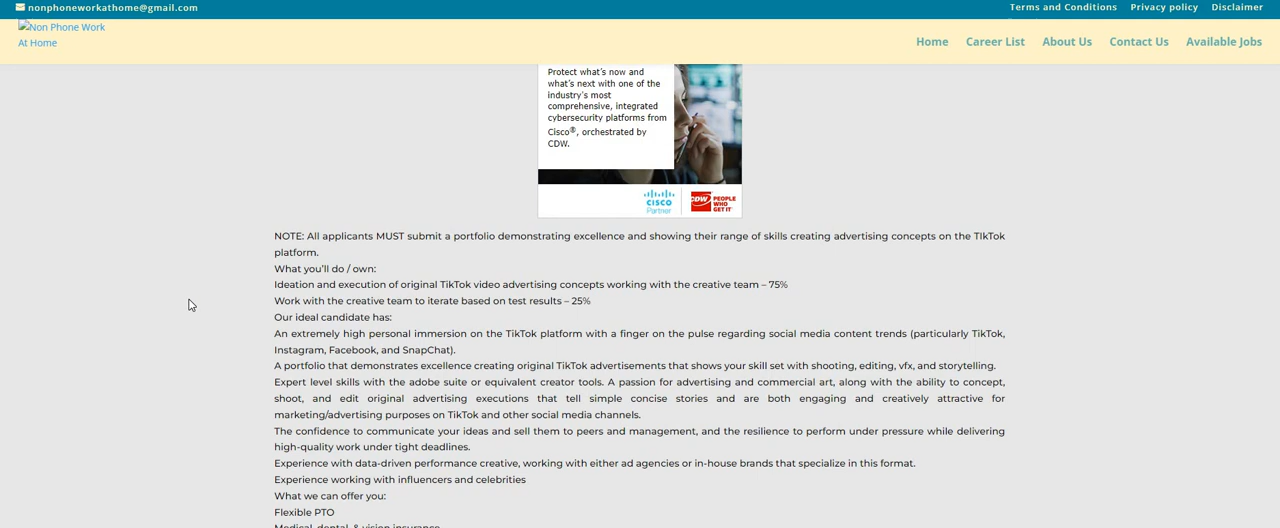 nonphoneworkathome@gmail.com
Terms and Conditions Privacy policy Disclaimer
Non Phone Work
At Home
Home Career List About Us Contact Us Available Jobs
Protect what's now and
what's next with one of the
industry's most
comprehensive, integrated
cybersecurity platforms from
Cisco®, orchestrated by
CDW.
CISCO
Partner
CDW PEOPLE
WHO
GET IT
NOTE: All applicants MUST submit a portfolio demonstrating excellence and showing their range of skills creating advertising concepts on the TikTok
platform.
What you'll do / own:
Ideation and execution of original TikTok video advertising concepts working with the creative team – 75%
Work with the creative team to iterate based on test results – 25%
Our ideal candidate has:
An extremely high personal immersion on the TikTok platform with a finger on the pulse regarding social media content trends (particularly TikTok,
Instagram, Facebook, and SnapChat).
A portfolio that demonstrates excellence creating original TikTok advertisements that shows your skill set with shooting, editing, vfx, and storytelling.
Expert level skills with the adobe suite or equivalent creator tools. A passion for advertising and commercial art, along with the ability to concept,
shoot, and edit original advertising executions that tell simple concise stories and are both engaging and creatively attractive for
marketing/advertising purposes on TikTok and other social media channels.
The confidence to communicate your ideas and sell them to peers and management, and the resilience to perform under pressure while delivering
high-quality work under tight deadlines.
Experience with data-driven performance creative, working with either ad agencies or in-house brands that specialize in this format.
Experience working with influencers and celebrities
What we can offer you:
Flexible PTO
Medical, dental, & vision insurance